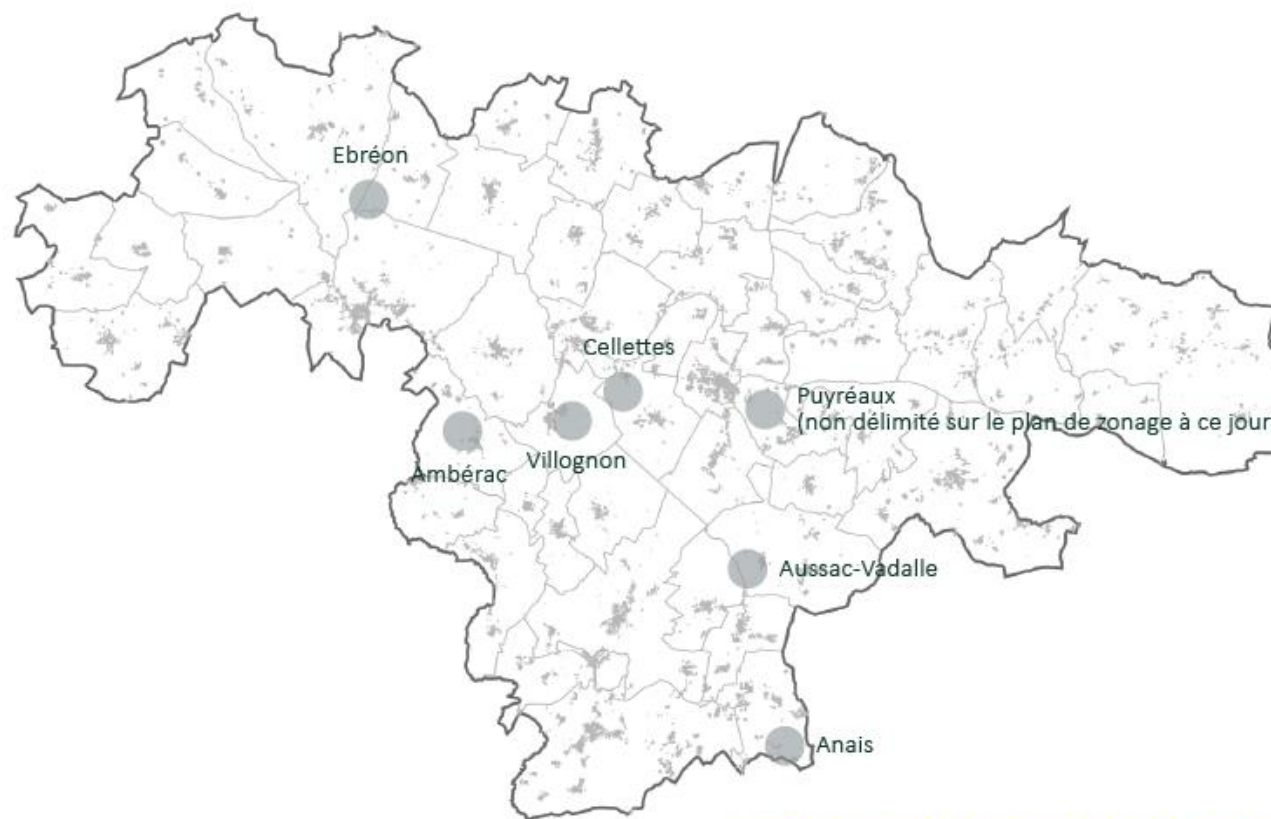 Ebréon
Cellettes
Puyréaux
(non délimité sur le plan de zonage à ce jour
Villognon
Ambérac
Aussac-Vadalle
Anais